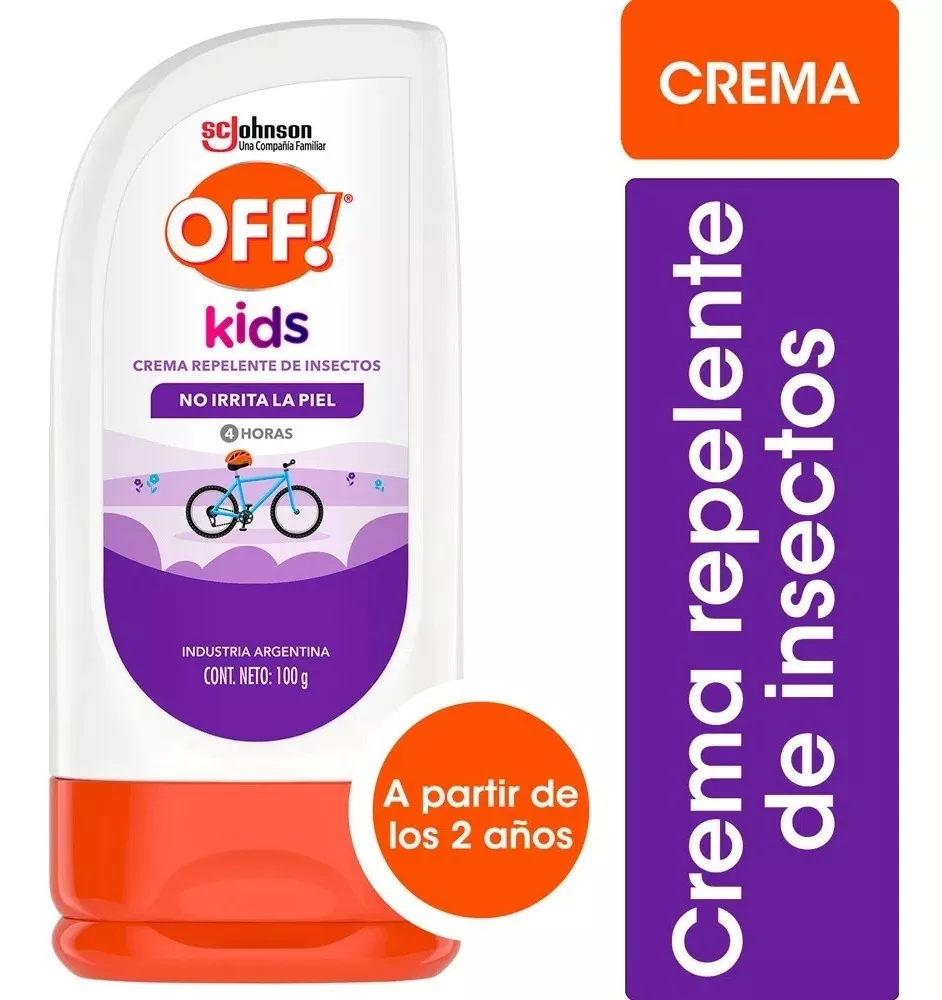 SCJohnson
Una Compañía Familiar
OFF!®
kids
CREMA REPELENTE DE INSECTOS
NO IRRITA LA PIEL
4 HORAS
INDUSTRIA ARGENTINA
CONT. NETO: 100 g
A partir de
los 2 años
CREMA
Crema repelente
de insectos